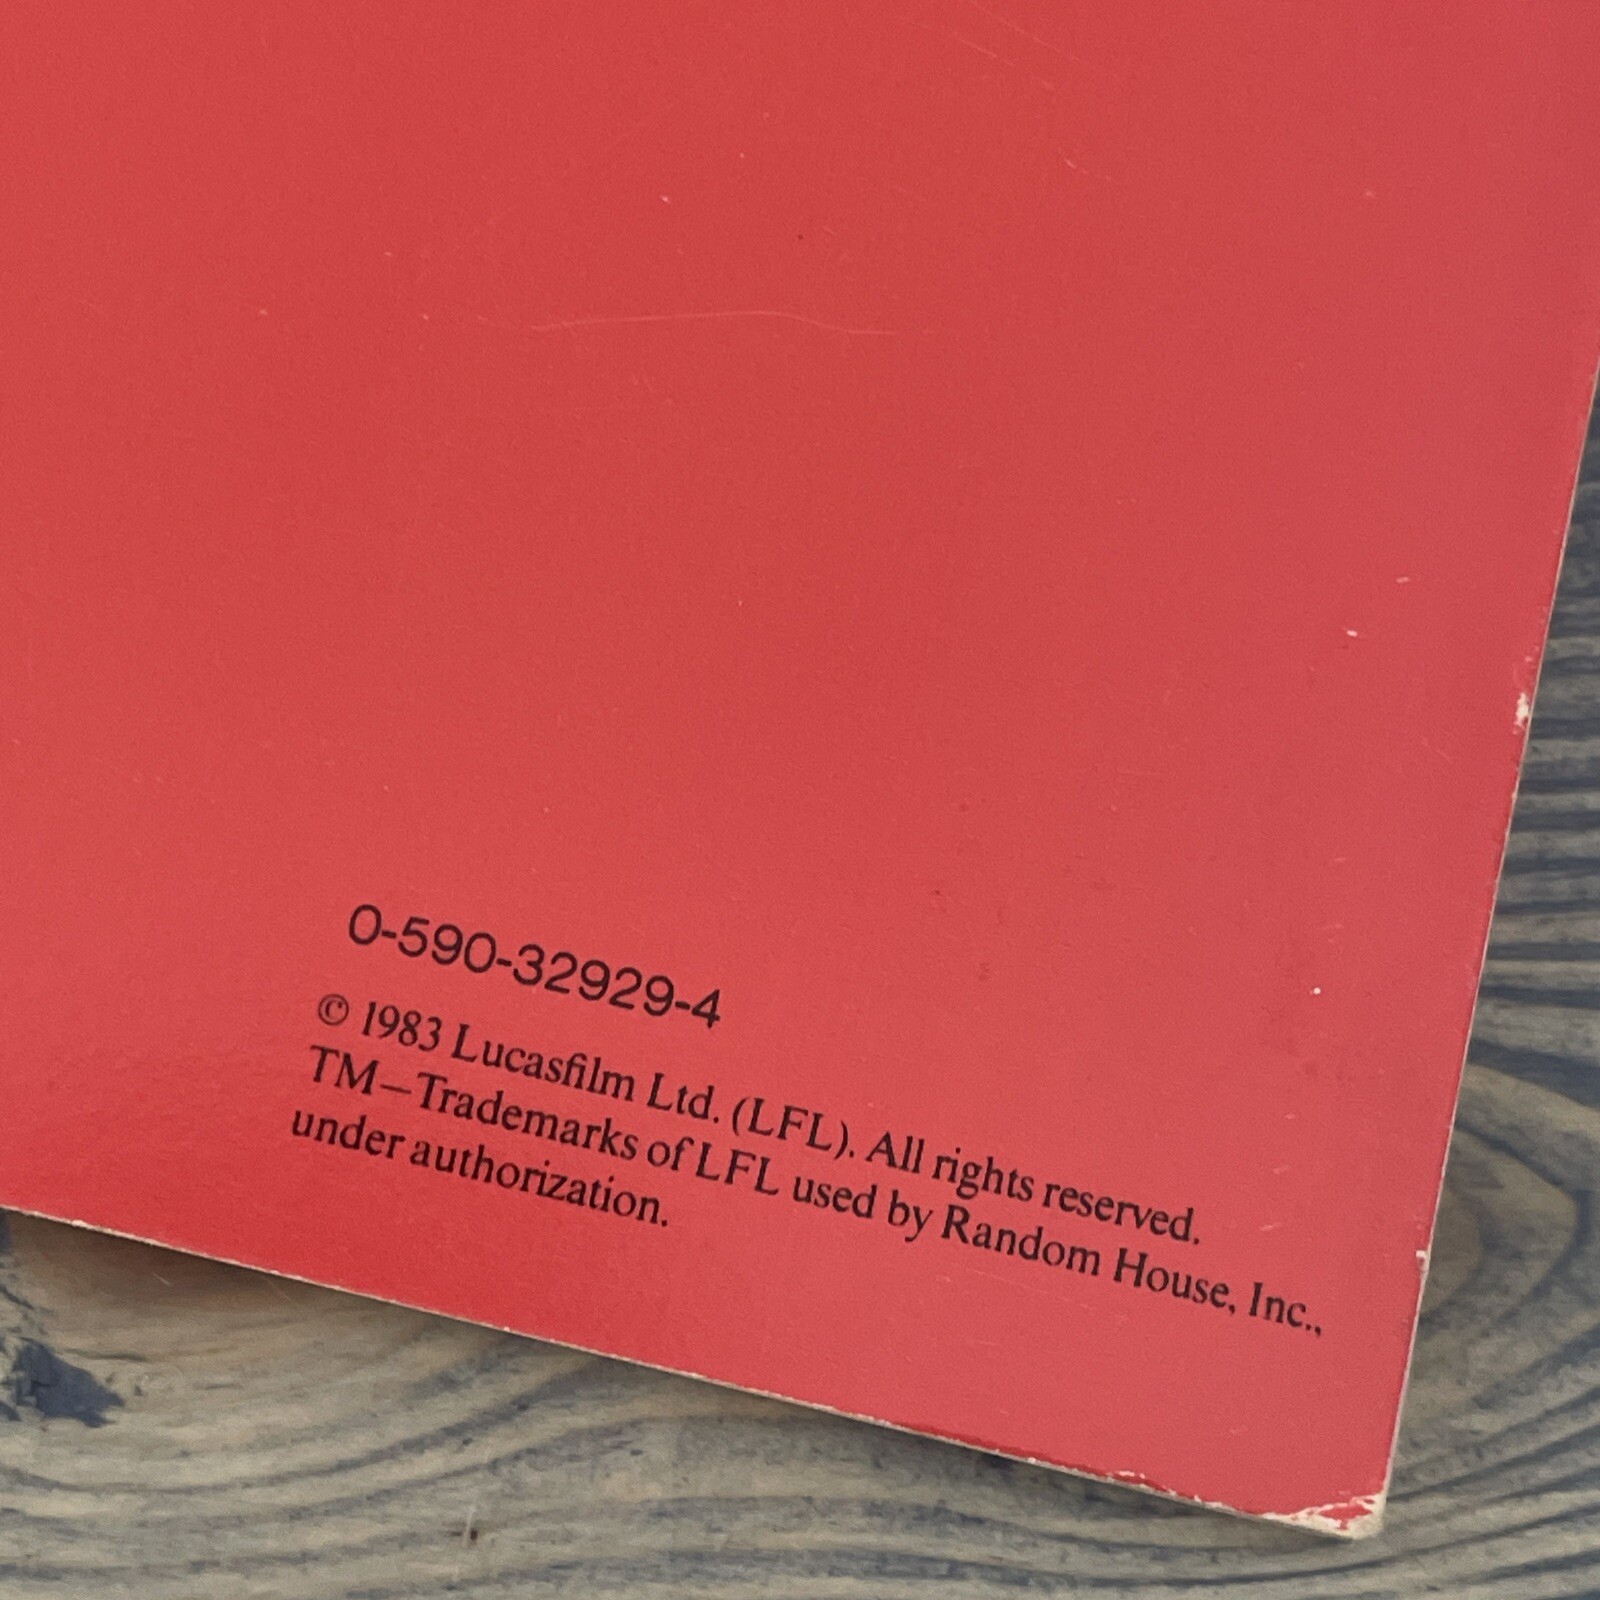 0-590-32929-4
© 1983 Lucasfilm Ltd. (LFL). All rights reserved.
TM—Trademarks of LFL used by Random House, Inc.,
under authorization.